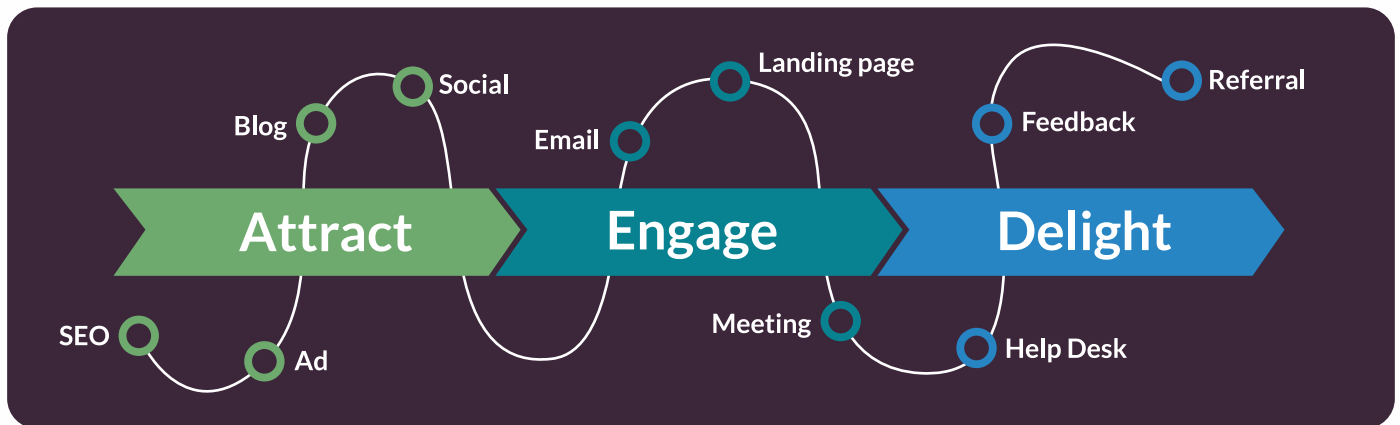 Social
Landing page
Referral
Blog
Email
Feedback
Attract
Engage
Delight
SEO
Ad
Meeting
Help Desk